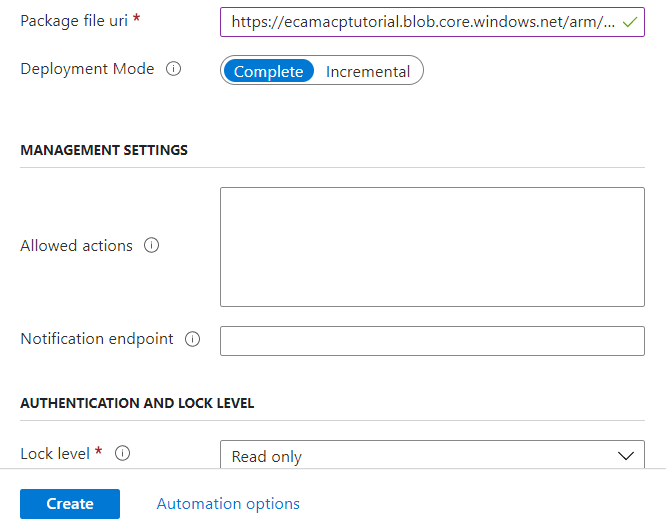 Package file uri *
https://ecamacptutorial.blob.core.windows.net/arm/...
Deployment Mode
Complete Incremental
MANAGEMENT SETTINGS
Allowed actions
Notification endpoint
AUTHENTICATION AND LOCK LEVEL
Lock level *
Read only
Create Automation options